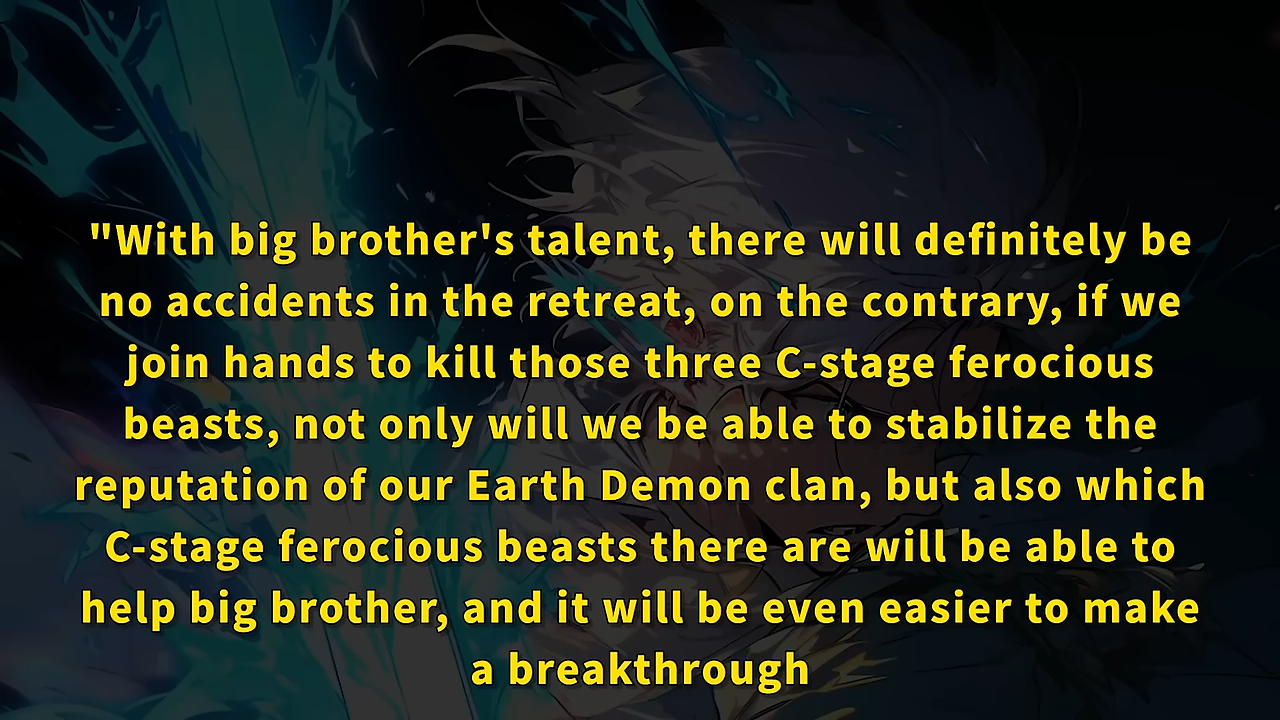 "With big brother's talent, there will definitely be
no accidents in the retreat, on the contrary, if we
join hands to kill those three C-stage ferocious
beasts, not only will we be able to stabilize the
reputation of our Earth Demon clan, but also which
C-stage ferocious beasts there are will be able to
help big brother, and it will be even easier to make
a breakthrough